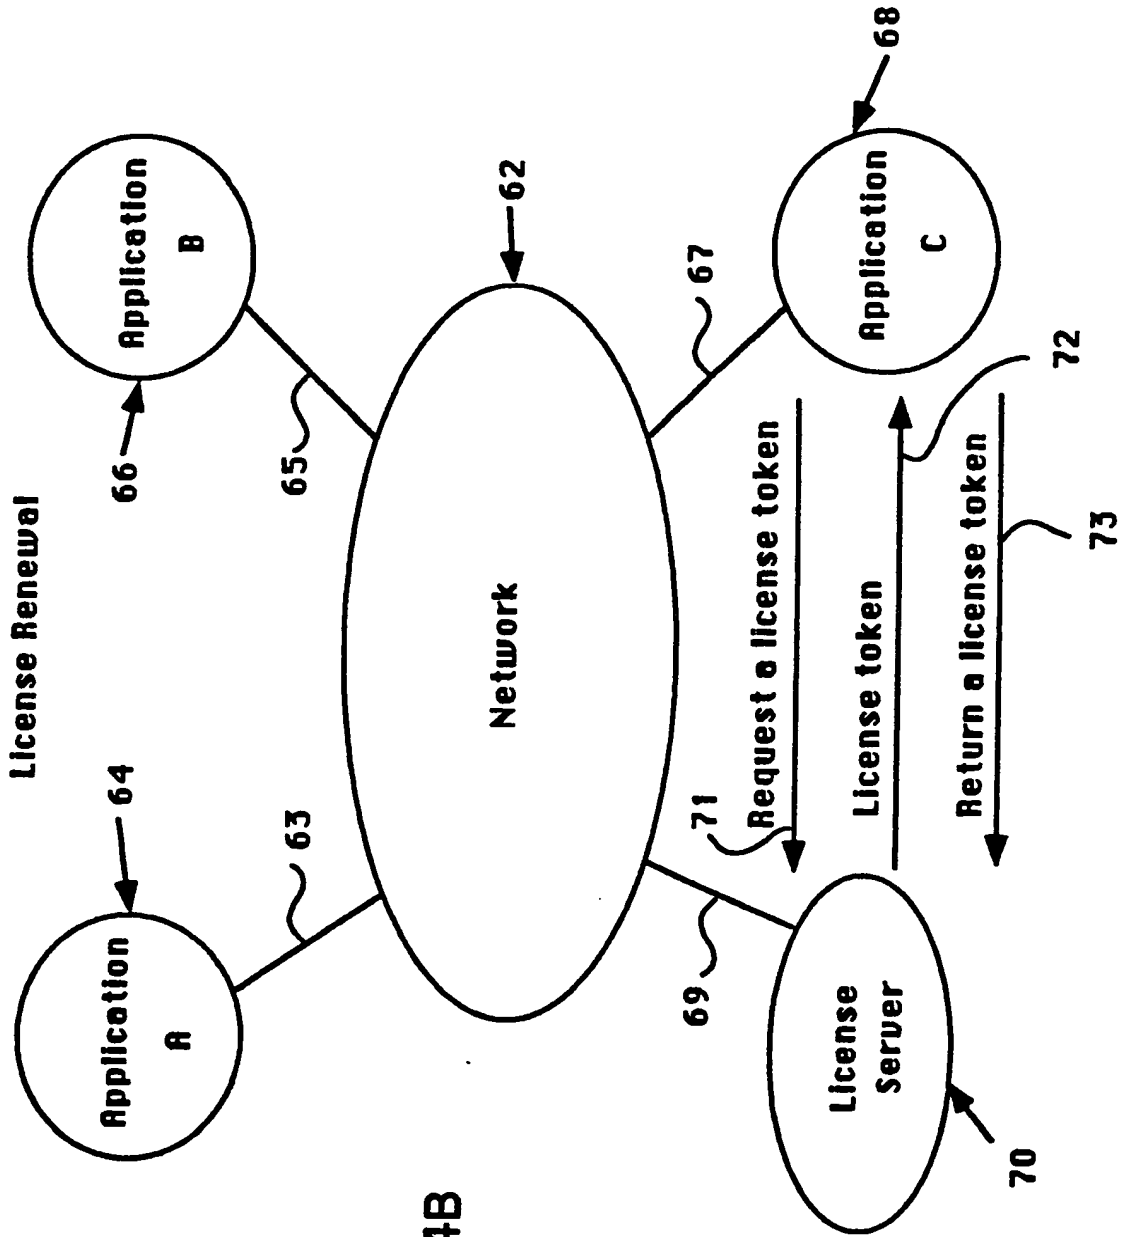 License Renewal
64
Application
A
63
66
Application
B
65
Network
62
67
68
Application
C
69
71
Request a license token
License token
72
Return a license token
73
License
Server
70
4B